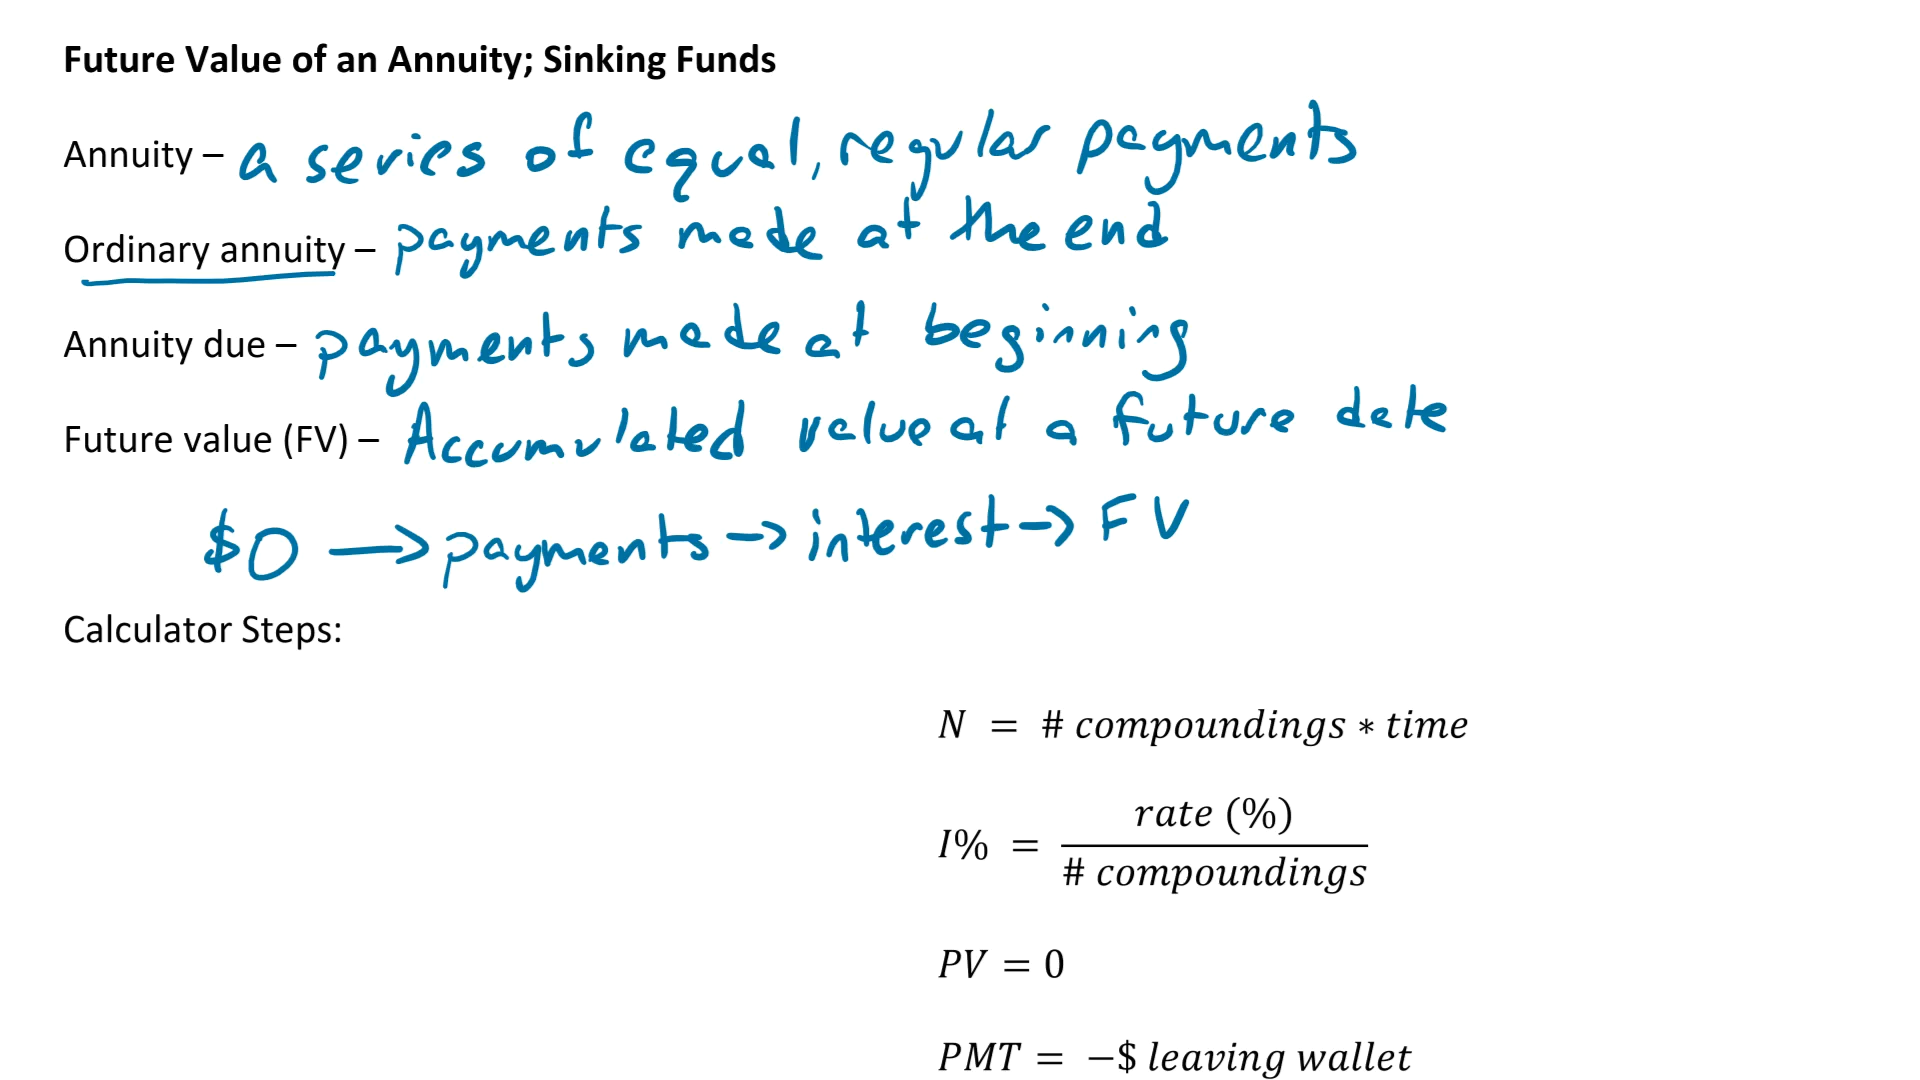 Future Value of an Annuity; Sinking Funds
Annuity – a series of equal, regular payments
Ordinary annuity – payments made at the end
Annuity due – payments made at beginning
Future value (FV) – Accumulated value at a future date
$0 → payments → interest → FV
Calculator Steps:
N = # compoundings * time
I% = rate (%) / # compoundings
PV = 0
PMT = −$ leaving wallet